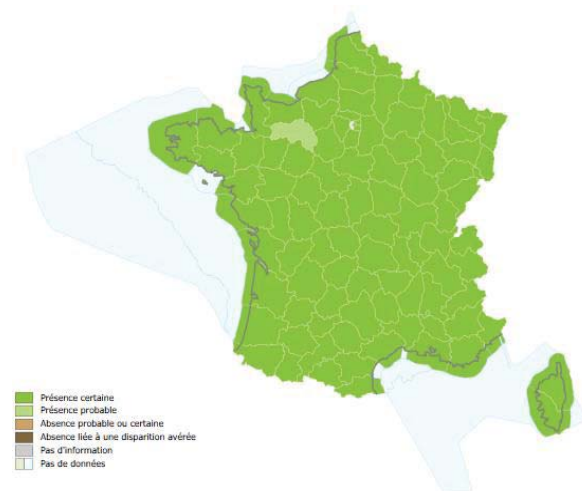 Présence certaine
Présence probable
Absence probable ou certaine
Absence liée à une disparition avérée
Pas d'information
Pas de données